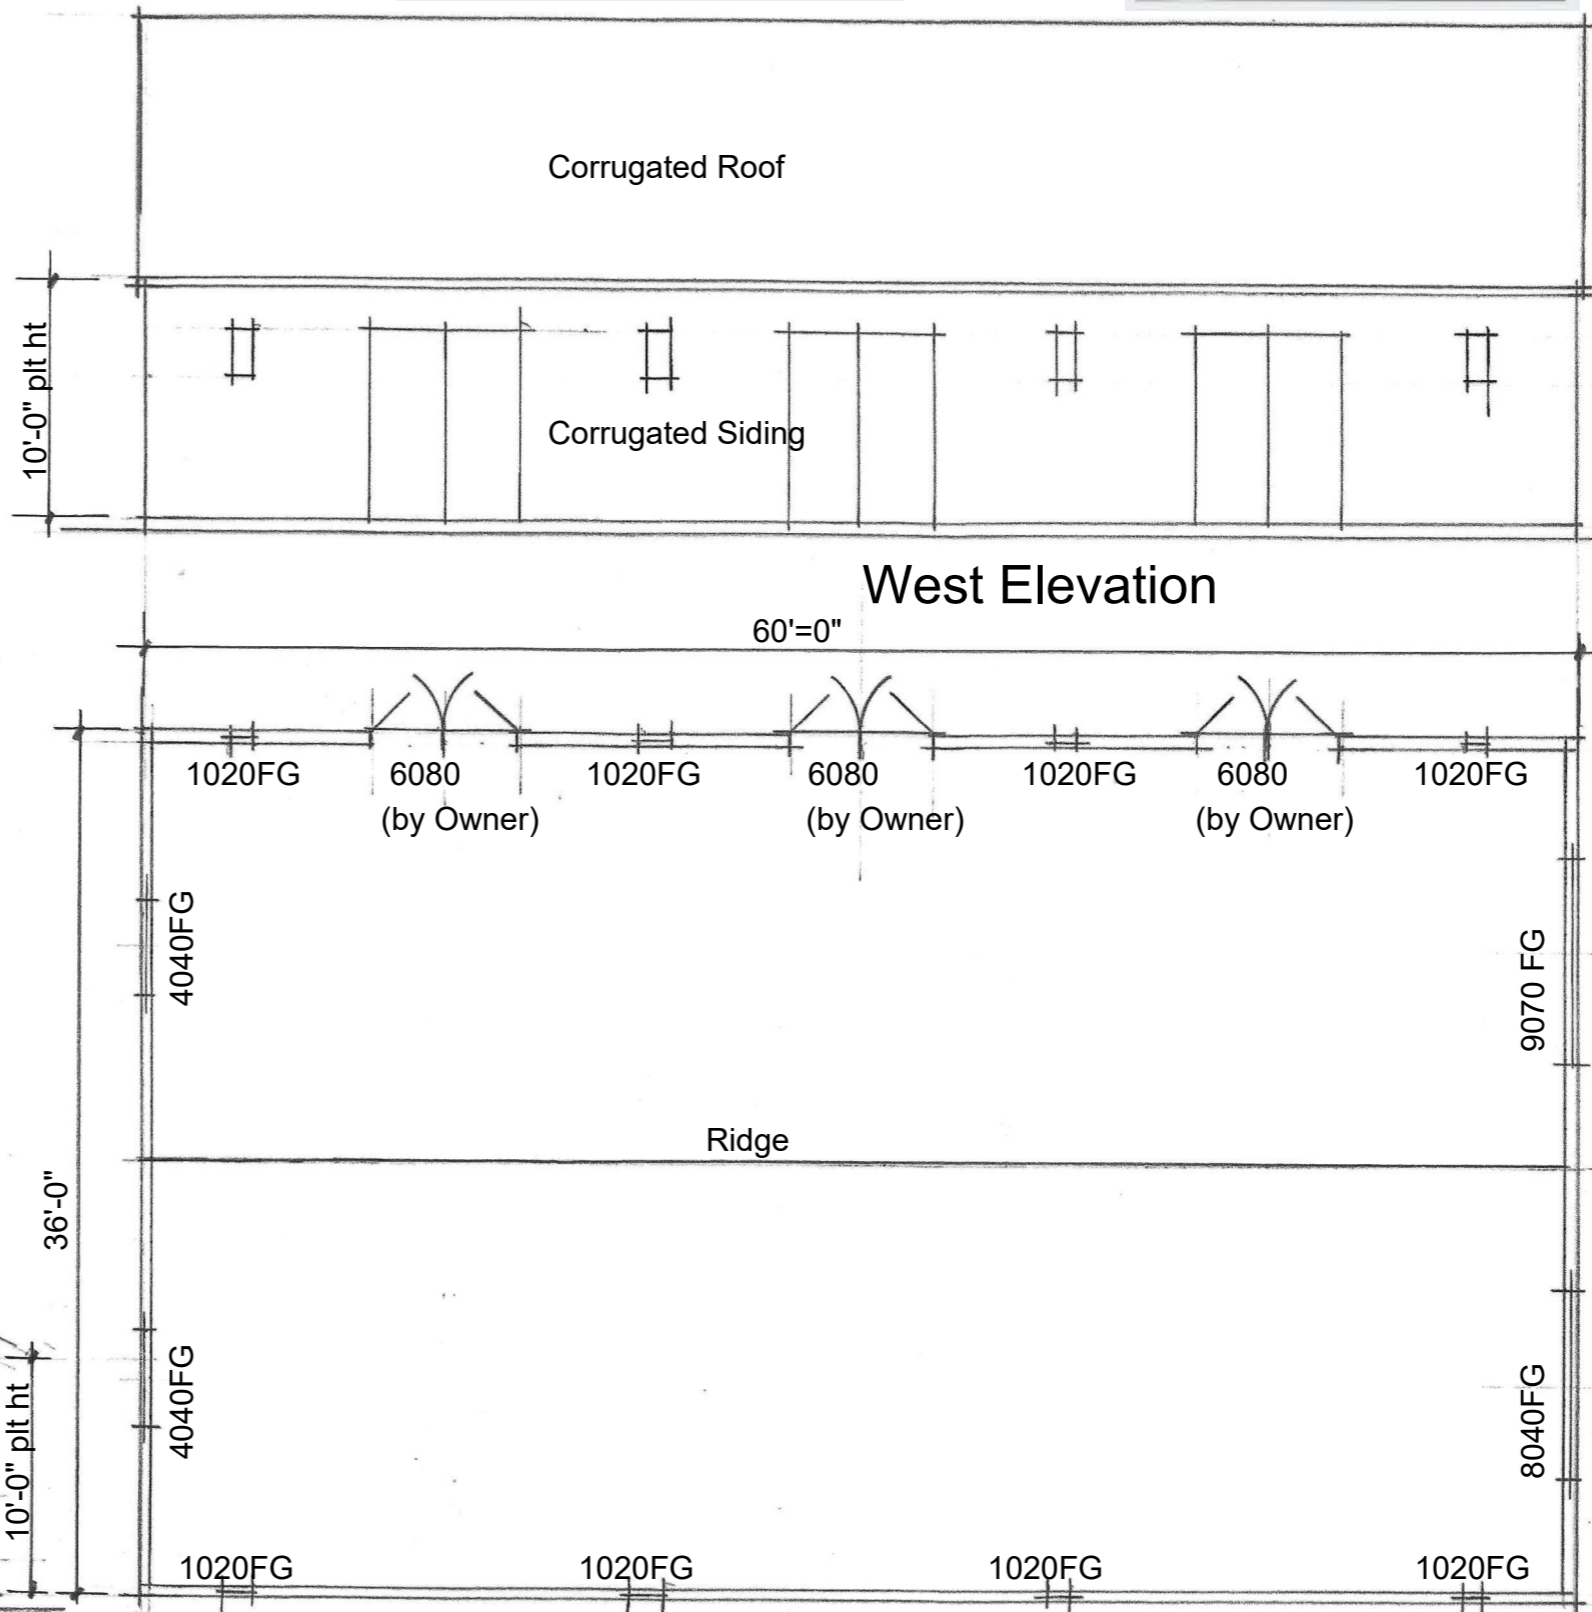 Corrugated Roof
10'-0" plt ht
Corrugated Siding
West Elevation
60'=0"
1020FG
6080
1020FG
6080
1020FG
6080
1020FG
(by Owner)
(by Owner)
(by Owner)
4040FG
9070 FG
Ridge
36'-0"
4040FG
8040FG
10'-0" plt ht
1020FG
1020FG
1020FG
1020FG